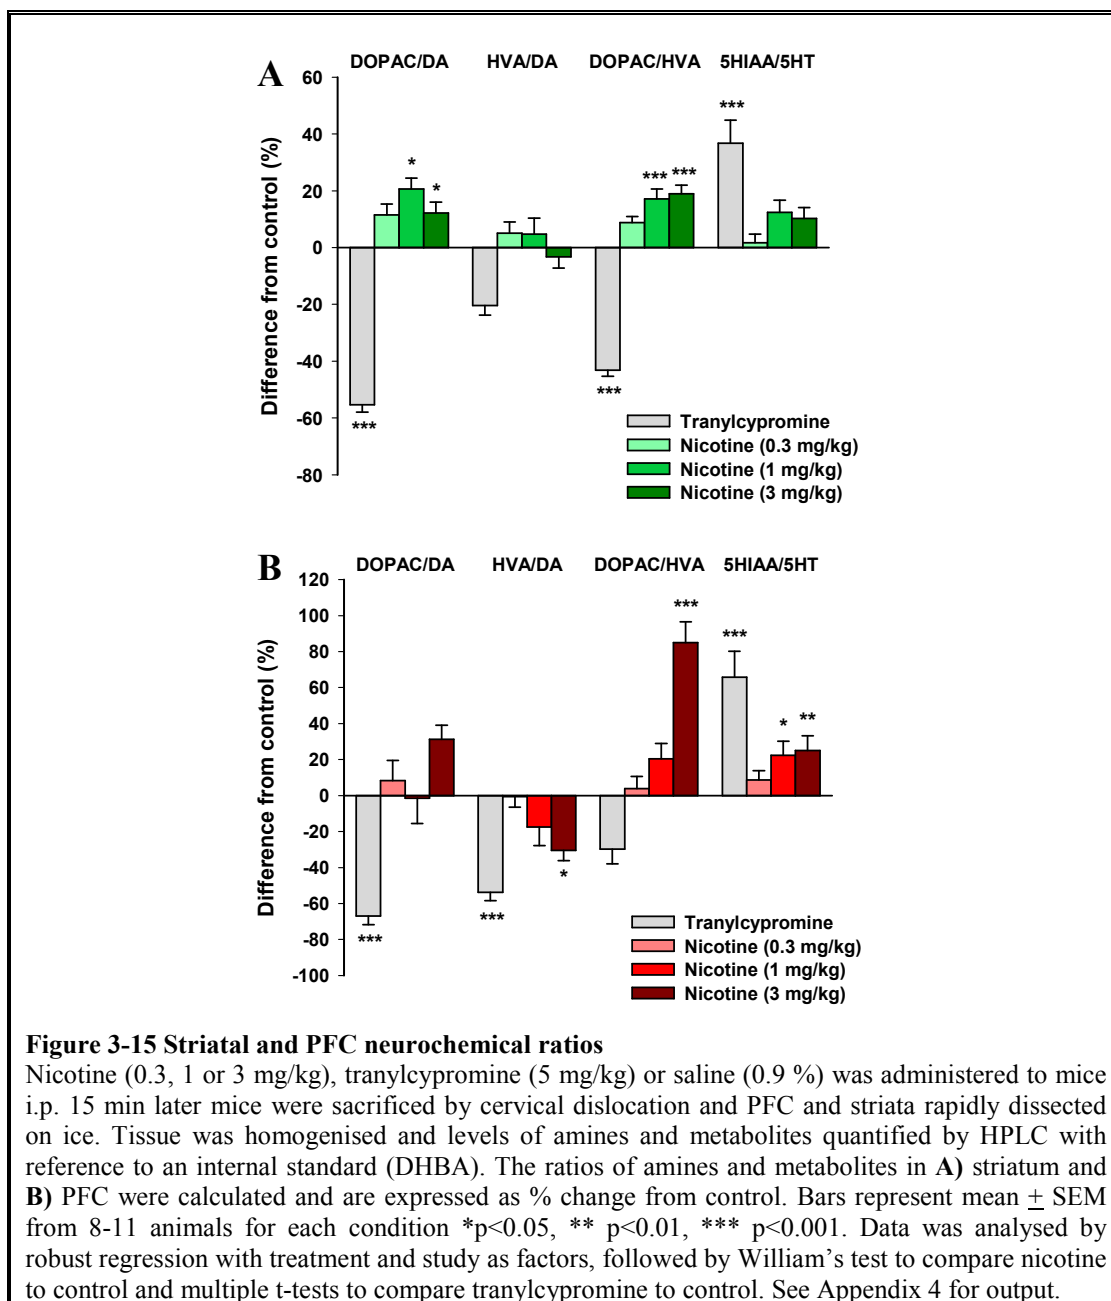 A
DOPAC/DA HVA/DA DOPAC/HVA 5HIAA/5HT
Difference from control (%)
60
40
20
0
-20
-40
-60
-80
* * *** *** ***
*** ***
Tranylcypromine
Nicotine (0.3 mg/kg)
Nicotine (1 mg/kg)
Nicotine (3 mg/kg)
B
DOPAC/DA HVA/DA DOPAC/HVA 5HIAA/5HT
Difference from control (%)
120
100
80
60
40
20
0
-20
-40
-60
-80
-100
*** *** * **
*** *** *
Tranylcypromine
Nicotine (0.3 mg/kg)
Nicotine (1 mg/kg)
Nicotine (3 mg/kg)
Figure 3-15 Striatal and PFC neurochemical ratios
Nicotine (0.3, 1 or 3 mg/kg), tranylcypromine (5 mg/kg) or saline (0.9 %) was administered to mice
i.p. 15 min later mice were sacrificed by cervical dislocation and PFC and striata rapidly dissected
on ice. Tissue was homogenised and levels of amines and metabolites quantified by HPLC with
reference to an internal standard (DHBA). The ratios of amines and metabolites in A) striatum and
B) PFC were calculated and are expressed as % change from control. Bars represent mean ± SEM
from 8-11 animals for each condition *p<0.05, ** p<0.01, *** p<0.001. Data was analysed by
robust regression with treatment and study as factors, followed by William's test to compare nicotine
to control and multiple t-tests to compare tranylcypromine to control. See Appendix 4 for output.